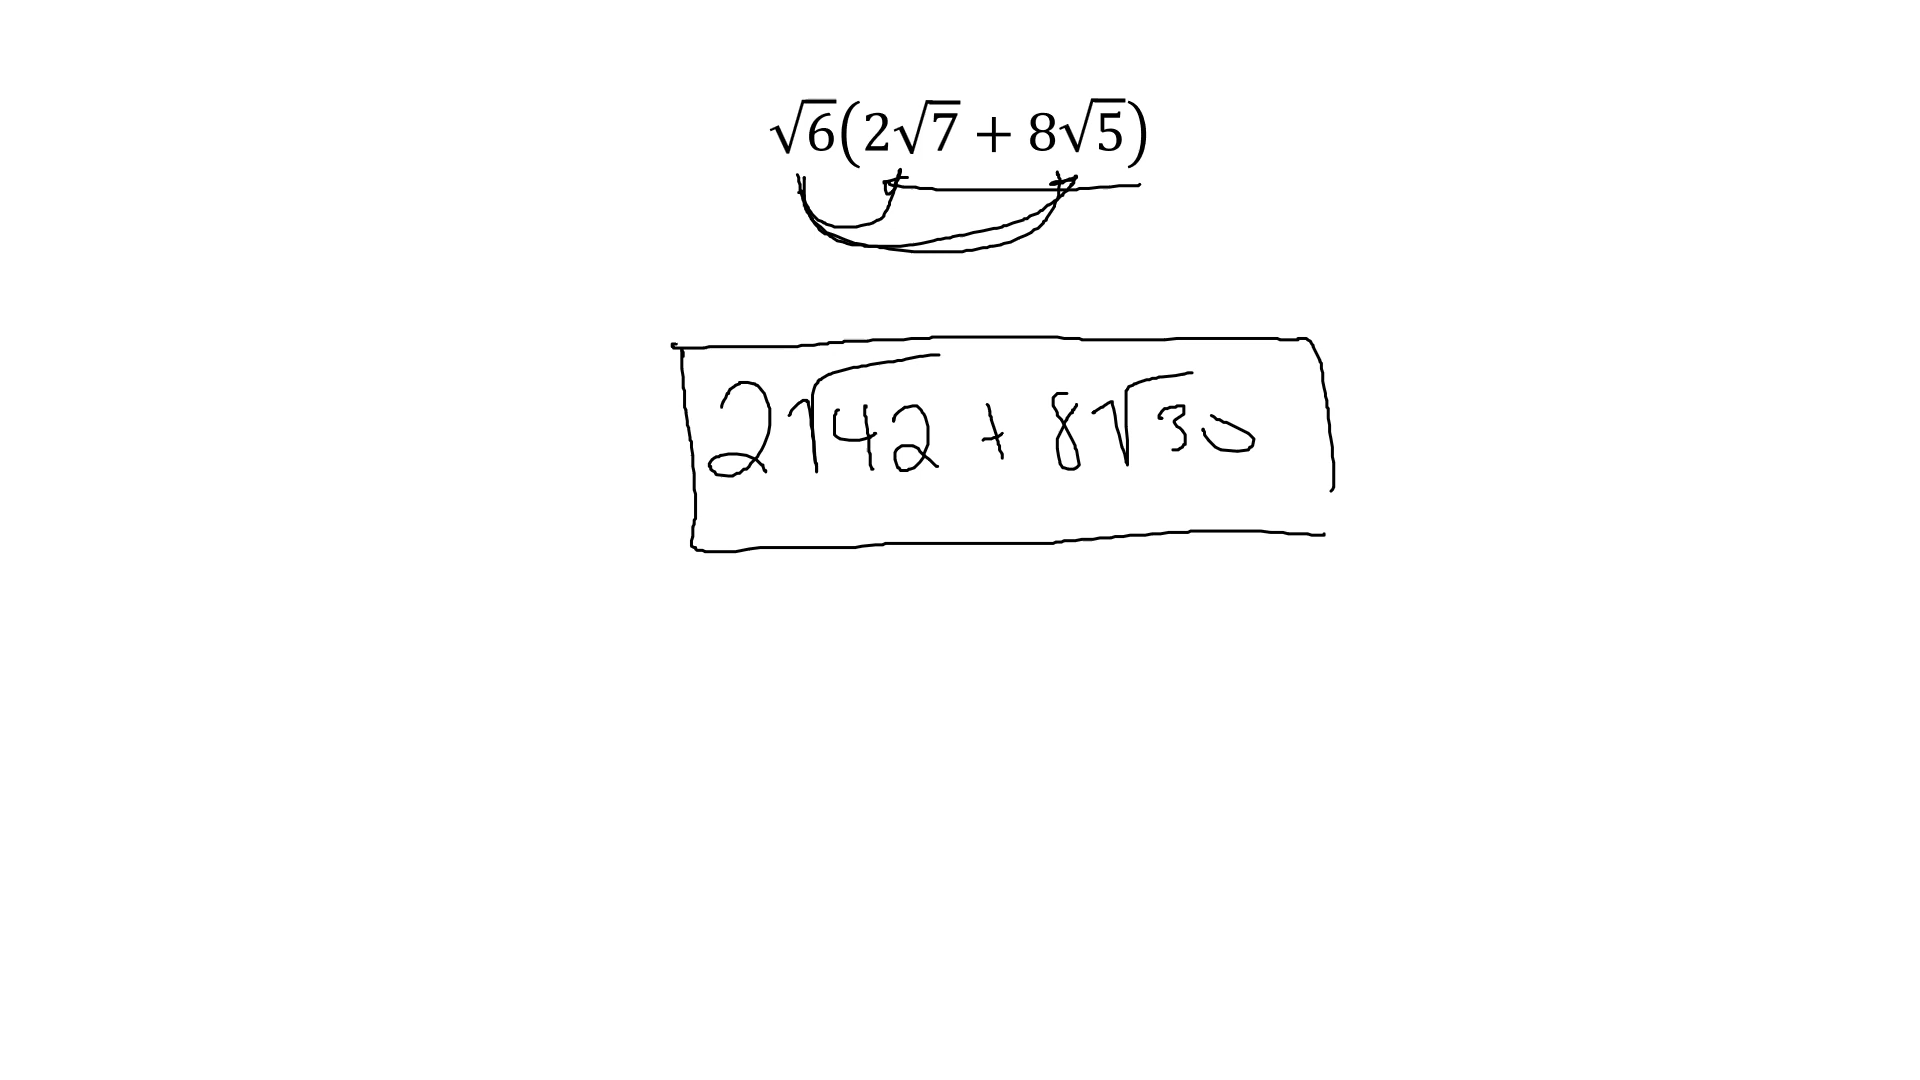 √6(2√7 + 8√5)
2√42 + 8√30